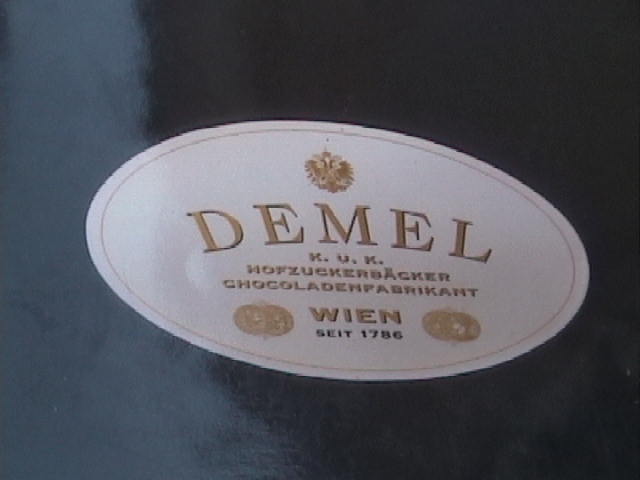 DEMEL
K. U. K.
HOFZUCKERBÄCKER
CHOCOLADENFABRIKANT
WIEN
SEIT 1786